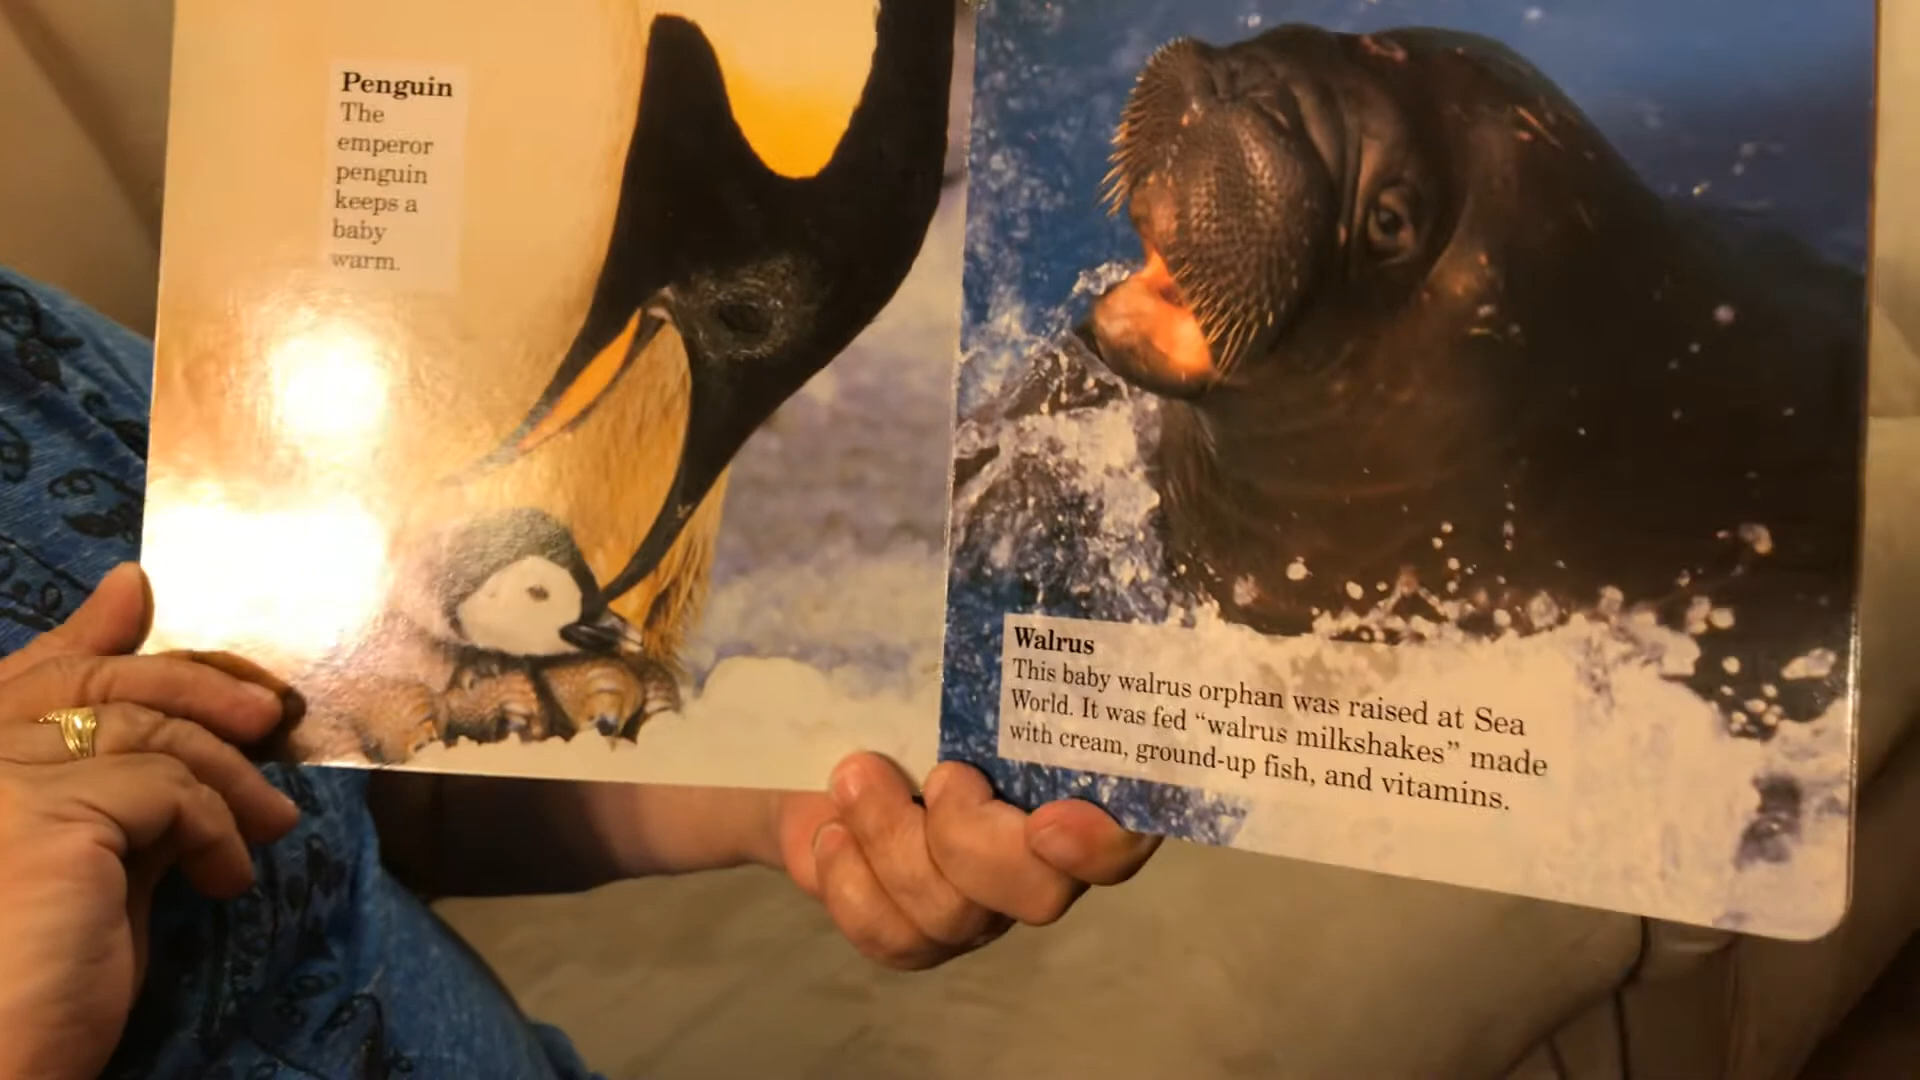 Penguin
The
emperor
penguin
keeps a
baby
warm.
Walrus
This baby walrus orphan was raised at Sea
World. It was fed “walrus milkshakes” made
with cream, ground-up fish, and vitamins.